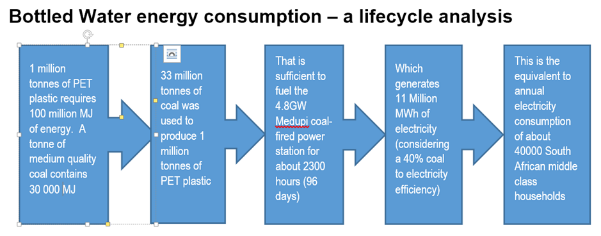 Bottled Water energy consumption – a lifecycle analysis
1 million
tonnes of PET
plastic requires
100 million MJ
of energy.  A
tonne of
medium quality
coal contains
30 000 MJ
33 million
tonnes of
coal was
used to
produce 1
million
tonnes of
PET plastic
That is
sufficient to
fuel the
4.8GW
Medupi coal-
fired power
station for
about 2300
hours (96
days)
Which
generates
11 Million
MWh of
electricity
(considering
a 40% coal
to electricity
efficiency)
This is the
equivalent to
annual
electricity
consumption
of about
40000 South
African middle
class
households